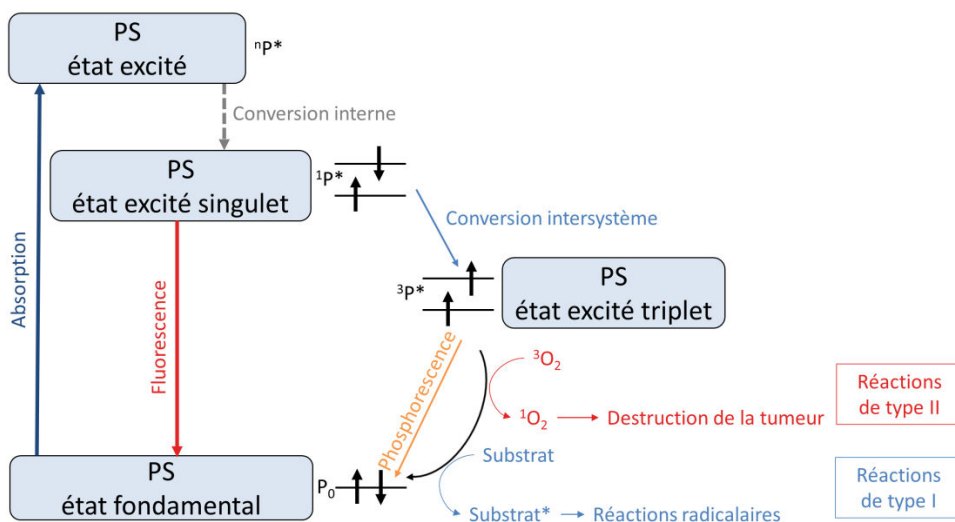 PS
état excité
ⁿP*
Conversion interne
PS
état excité singulet
¹P*
Conversion intersystème
³P*
PS
état excité triplet
Absorption
Fluorescence
Phosphorescence
³O₂
¹O₂
Destruction de la tumeur
Réactions
de type II
Substrat
Substrat*
Réactions radicalaires
Réactions
de type I
PS
état fondamental
P₀